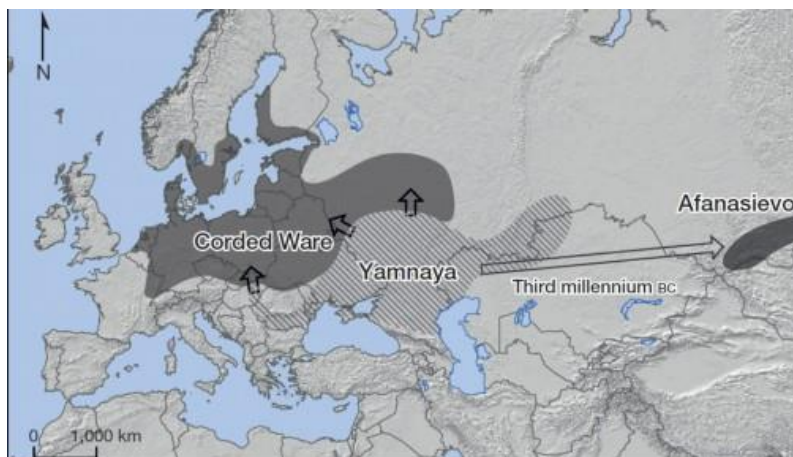 N
Afanasievo
Corded Ware
Yamnaya
Third millennium BC
0 1,000 km